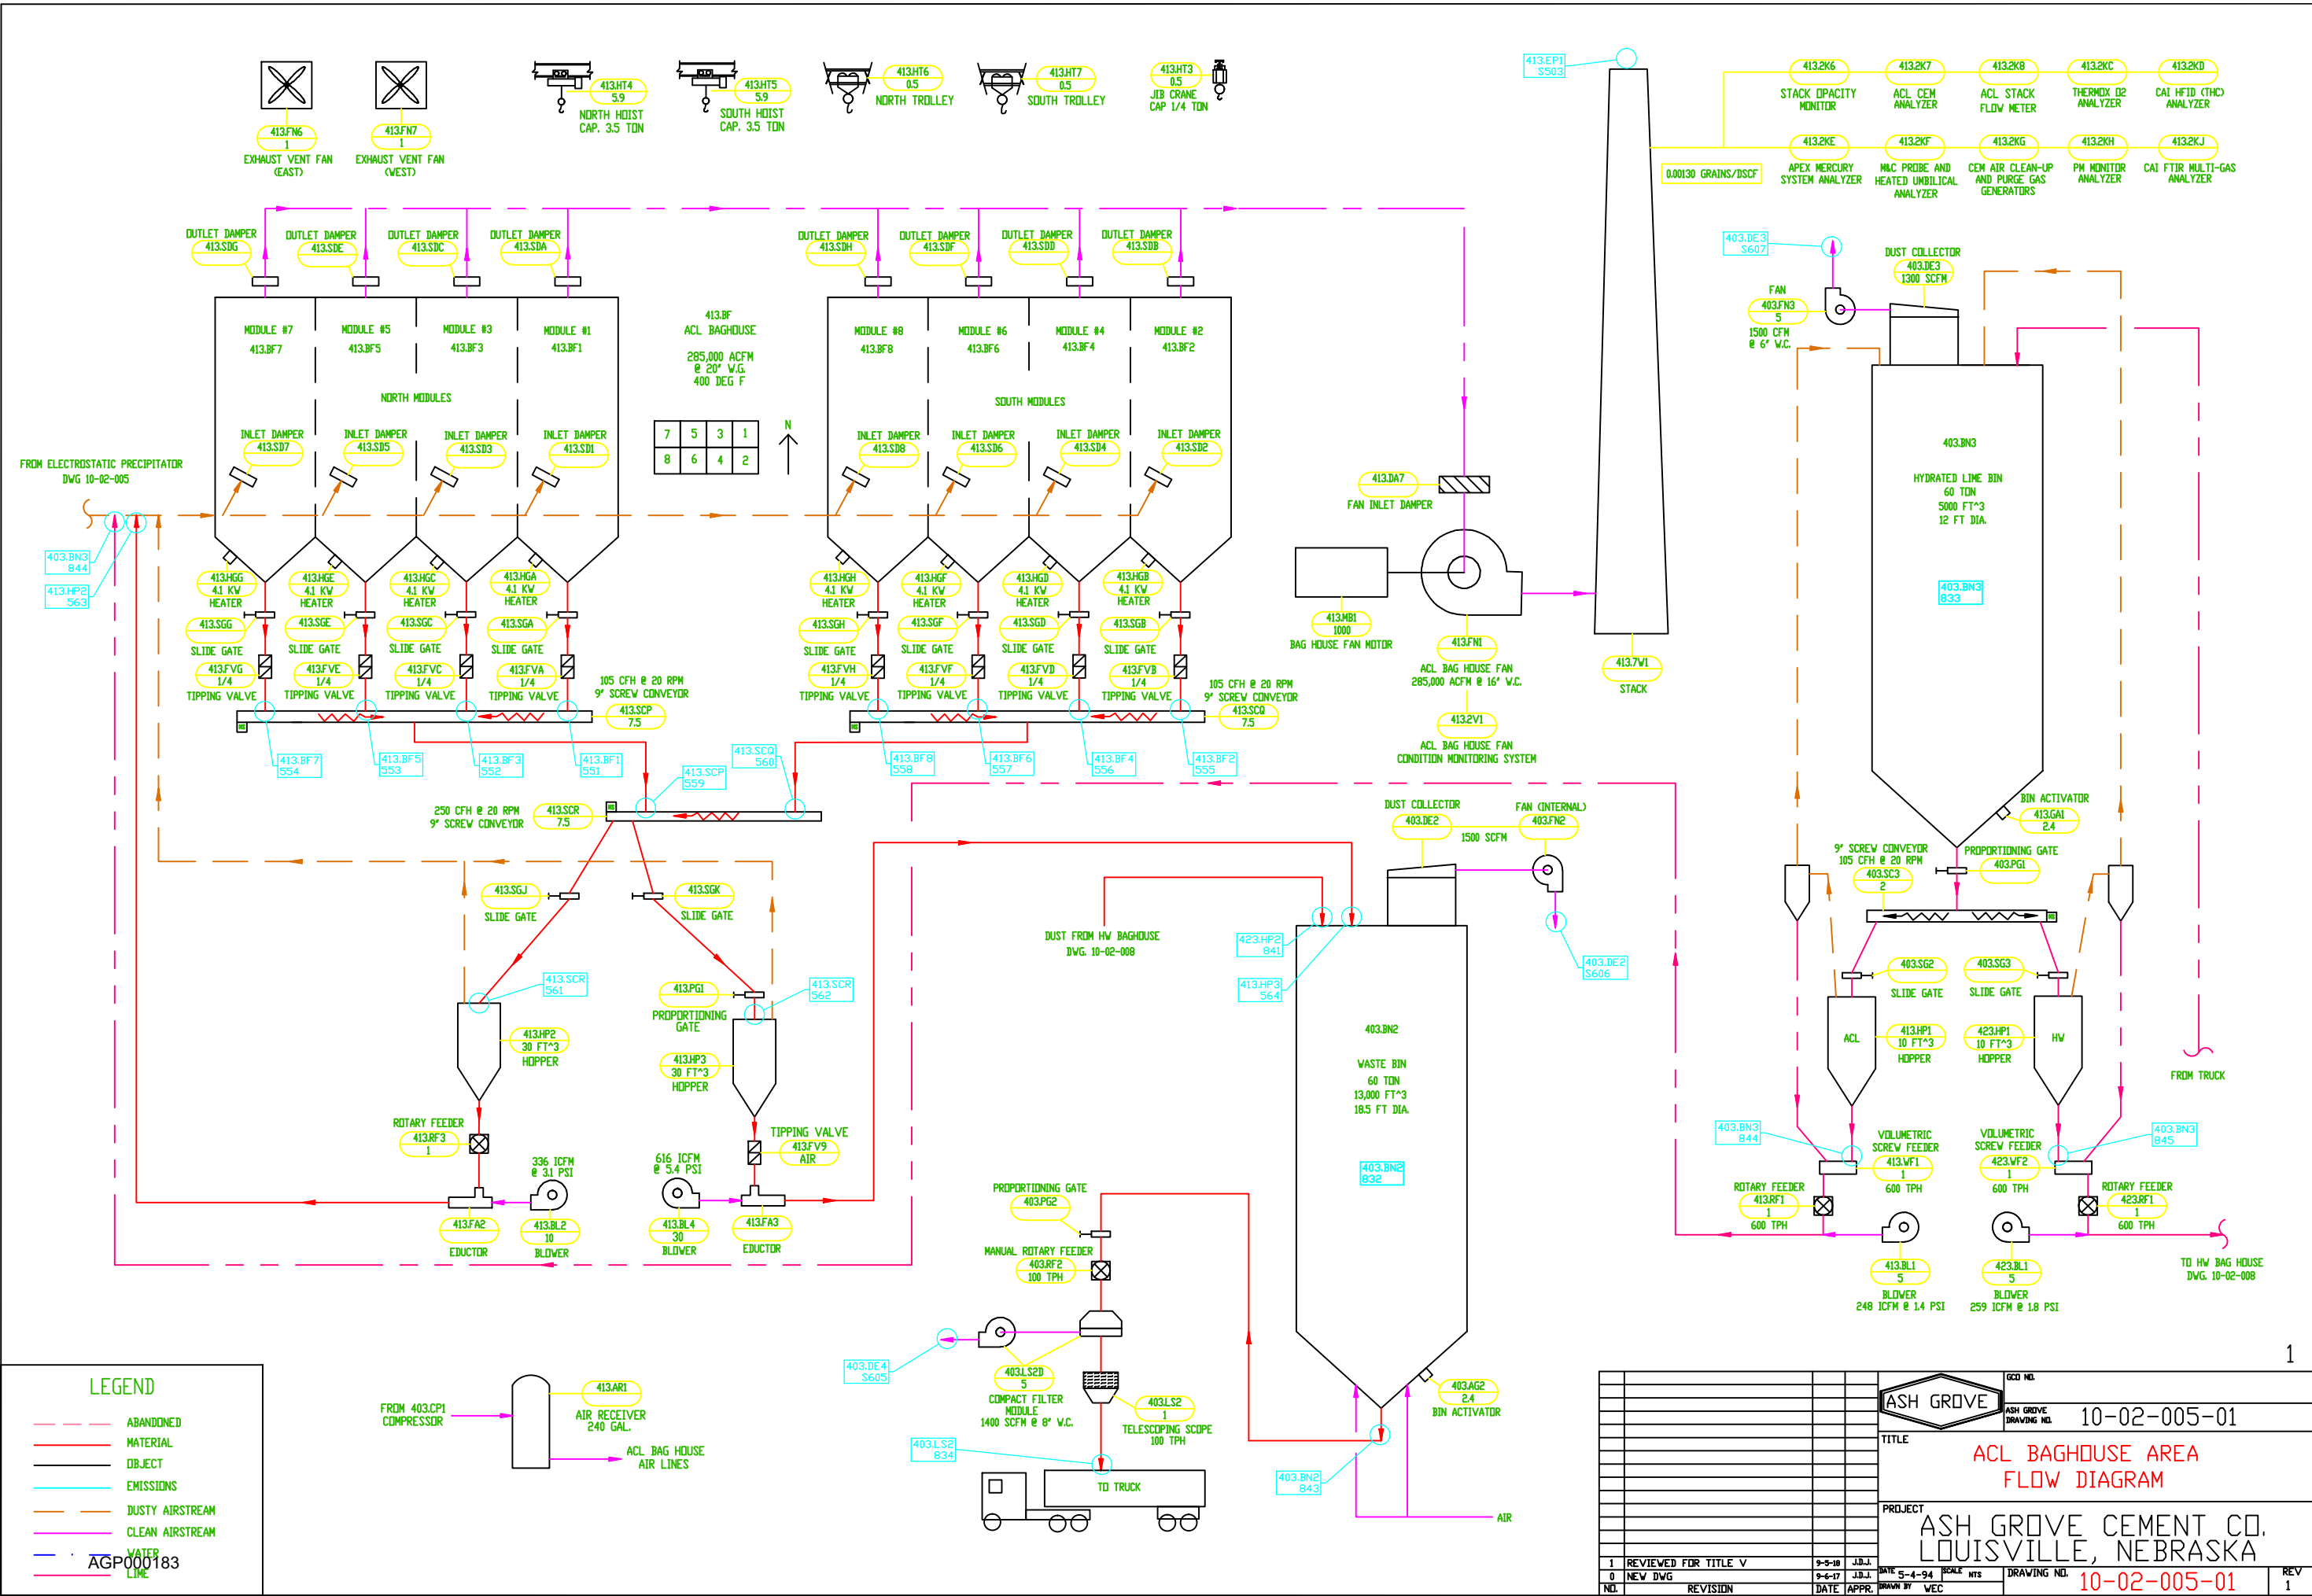 413.FN6
1
EXHAUST VENT FAN
(EAST)
413.FN7
1
EXHAUST VENT FAN
(WEST)
413.HT4
5.9
NORTH HOIST
CAP. 3.5 TON
413.HT5
5.9
SOUTH HOIST
CAP. 3.5 TON
413.HT6
0.5
NORTH TROLLEY
413.HT7
0.5
SOUTH TROLLEY
413.HT3
0.5
JIB CRANE
CAP 1/4 TON
413.EP1
S503
413.2K6
STACK OPACITY
MONITOR
413.2K7
ACL CEM
ANALYZER
413.2K8
ACL STACK
FLOW METER
413.2KC
THERMOX O2
ANALYZER
413.2KD
CAI HFID (THC)
ANALYZER
413.2KE
APEX MERCURY
SYSTEM ANALYZER
413.2KF
M&C PROBE AND
HEATED UMBILICAL
ANALYZER
413.2KG
CEM AIR CLEAN-UP
AND PURGE GAS
GENERATORS
413.2KH
PM MONITOR
ANALYZER
413.2KJ
CAI FTIR MULTI-GAS
ANALYZER
0.00130 GRAINS/DSCF
OUTLET DAMPER
413.SDG
OUTLET DAMPER
413.SDE
OUTLET DAMPER
413.SDC
OUTLET DAMPER
413.SDA
OUTLET DAMPER
413.SDH
OUTLET DAMPER
413.SDF
OUTLET DAMPER
413.SDD
OUTLET DAMPER
413.SDB
MODULE #7
413.BF7
MODULE #5
413.BF5
MODULE #3
413.BF3
MODULE #1
413.BF1
NORTH MODULES
413.BF
ACL BAGHOUSE
285,000 ACFM
@ 20" W.G.
400 DEG F
7 5 3 1
8 6 4 2
N
MODULE #8
413.BF8
MODULE #6
413.BF6
MODULE #4
413.BF4
MODULE #2
413.BF2
SOUTH MODULES
INLET DAMPER
413.SD7
INLET DAMPER
413.SD5
INLET DAMPER
413.SD3
INLET DAMPER
413.SD1
INLET DAMPER
413.SD8
INLET DAMPER
413.SD6
INLET DAMPER
413.SD4
INLET DAMPER
413.SD2
FROM ELECTROSTATIC PRECIPITATOR
DWG 10-02-005
403.BN3
844
413.HP2
563
413.HGG
4.1 KW
HEATER
413.HGE
4.1 KW
HEATER
413.HGC
4.1 KW
HEATER
413.HGA
4.1 KW
HEATER
413.HGH
4.1 KW
HEATER
413.HGF
4.1 KW
HEATER
413.HGD
4.1 KW
HEATER
413.HGB
4.1 KW
HEATER
413.SGG
SLIDE GATE
413.SGE
SLIDE GATE
413.SGC
SLIDE GATE
413.SGA
SLIDE GATE
413.SGH
SLIDE GATE
413.SGF
SLIDE GATE
413.SGD
SLIDE GATE
413.SGB
SLIDE GATE
413.FVG
1/4
TIPPING VALVE
413.FVE
1/4
TIPPING VALVE
413.FVC
1/4
TIPPING VALVE
413.FVA
1/4
TIPPING VALVE
413.FVH
1/4
TIPPING VALVE
413.FVF
1/4
TIPPING VALVE
413.FVD
1/4
TIPPING VALVE
413.FVB
1/4
TIPPING VALVE
105 CFH @ 20 RPM
9" SCREW CONVEYOR
413.SCP
7.5
105 CFH @ 20 RPM
9" SCREW CONVEYOR
413.SCQ
7.5
413.BF7
554
413.BF5
553
413.BF3
552
413.BF1
551
413.SCP
559
413.SCQ
560
413.BF8
558
413.BF6
557
413.BF4
556
413.BF2
555
413.DA7
FAN INLET DAMPER
413.MB1
1000
BAG HOUSE FAN MOTOR
413.FN1
ACL BAG HOUSE FAN
285,000 ACFM @ 16" W.C.
413.2V1
ACL BAG HOUSE FAN
CONDITION MONITORING SYSTEM
413.7W1
STACK
403.DE3
S607
DUST COLLECTOR
403.DE3
1300 SCFM
FAN
403.FN3
5
1500 CFM
@ 6" W.C.
403.BN3
HYDRATED LIME BIN
60 TON
5000 FT^3
12 FT DIA.
403.BN3
833
BIN ACTIVATOR
413.GA1
2.4
PROPORTIONING GATE
403.PG1
9" SCREW CONVEYOR
105 CFH @ 20 RPM
403.SC3
2
403.SG2
SLIDE GATE
403.SG3
SLIDE GATE
ACL
413.HP1
10 FT^3
HOPPER
423.HP1
10 FT^3
HOPPER
HW
FROM TRUCK
403.BN3
844
403.BN3
845
VOLUMETRIC
SCREW FEEDER
413.WF1
1
600 TPH
VOLUMETRIC
SCREW FEEDER
423.WF2
1
600 TPH
ROTARY FEEDER
413.RF1
1
600 TPH
ROTARY FEEDER
423.RF1
1
600 TPH
413.BL1
5
BLOWER
248 ICFM @ 1.4 PSI
423.BL1
5
BLOWER
259 ICFM @ 1.8 PSI
TO HW BAG HOUSE
DWG. 10-02-008
250 CFH @ 20 RPM
9" SCREW CONVEYOR
413.SCR
7.5
413.SGJ
SLIDE GATE
413.SGK
SLIDE GATE
413.SCR
561
413.SCR
562
413.PG1
PROPORTIONING
GATE
413.HP2
30 FT^3
HOPPER
413.HP3
30 FT^3
HOPPER
ROTARY FEEDER
413.RF3
1
TIPPING VALVE
413.FV9
AIR
336 ICFM
@ 3.1 PSI
616 ICFM
@ 5.4 PSI
413.FA2
EDUCTOR
413.BL2
10
BLOWER
413.BL4
30
BLOWER
413.FA3
EDUCTOR
DUST COLLECTOR
403.DE2
1500 SCFM
FAN (INTERNAL)
403.FN2
DUST FROM HW BAGHOUSE
DWG. 10-02-008
423.HP2
841
413.HP3
564
403.DE2
S606
403.BN2
WASTE BIN
60 TON
13,000 FT^3
18.5 FT DIA.
403.BN2
832
PROPORTIONING GATE
403.PG2
MANUAL ROTARY FEEDER
403.RF2
100 TPH
403.DE4
S605
403.LS2D
5
COMPACT FILTER
MODULE
1400 SCFM @ 8" W.C.
403.LS2
1
TELESCOPING SCOPE
100 TPH
403.LS2
834
TO TRUCK
403.AG2
2.4
BIN ACTIVATOR
403.BN2
843
AIR
FROM 403.CP1
COMPRESSOR
413.AR1
AIR RECEIVER
240 GAL.
ACL BAG HOUSE
AIR LINES
LEGEND
ABANDONED
MATERIAL
OBJECT
EMISSIONS
DUSTY AIRSTREAM
CLEAN AIRSTREAM
WATER
LIME
AGP000183
1
ASH GROVE
GCO NO.
ASH GROVE
DRAWING NO.
10-02-005-01
TITLE
ACL BAGHOUSE AREA
FLOW DIAGRAM
PROJECT
ASH GROVE CEMENT CO.
LOUISVILLE, NEBRASKA
1 REVIEWED FOR TITLE V 9-5-18 J.D.J.
0 NEW DWG 9-6-17 J.D.J.
NO. REVISION DATE APPR.
DATE 5-4-94
SCALE NTS
DRAWN BY WEC
DRAWING NO. 10-02-005-01
REV
1